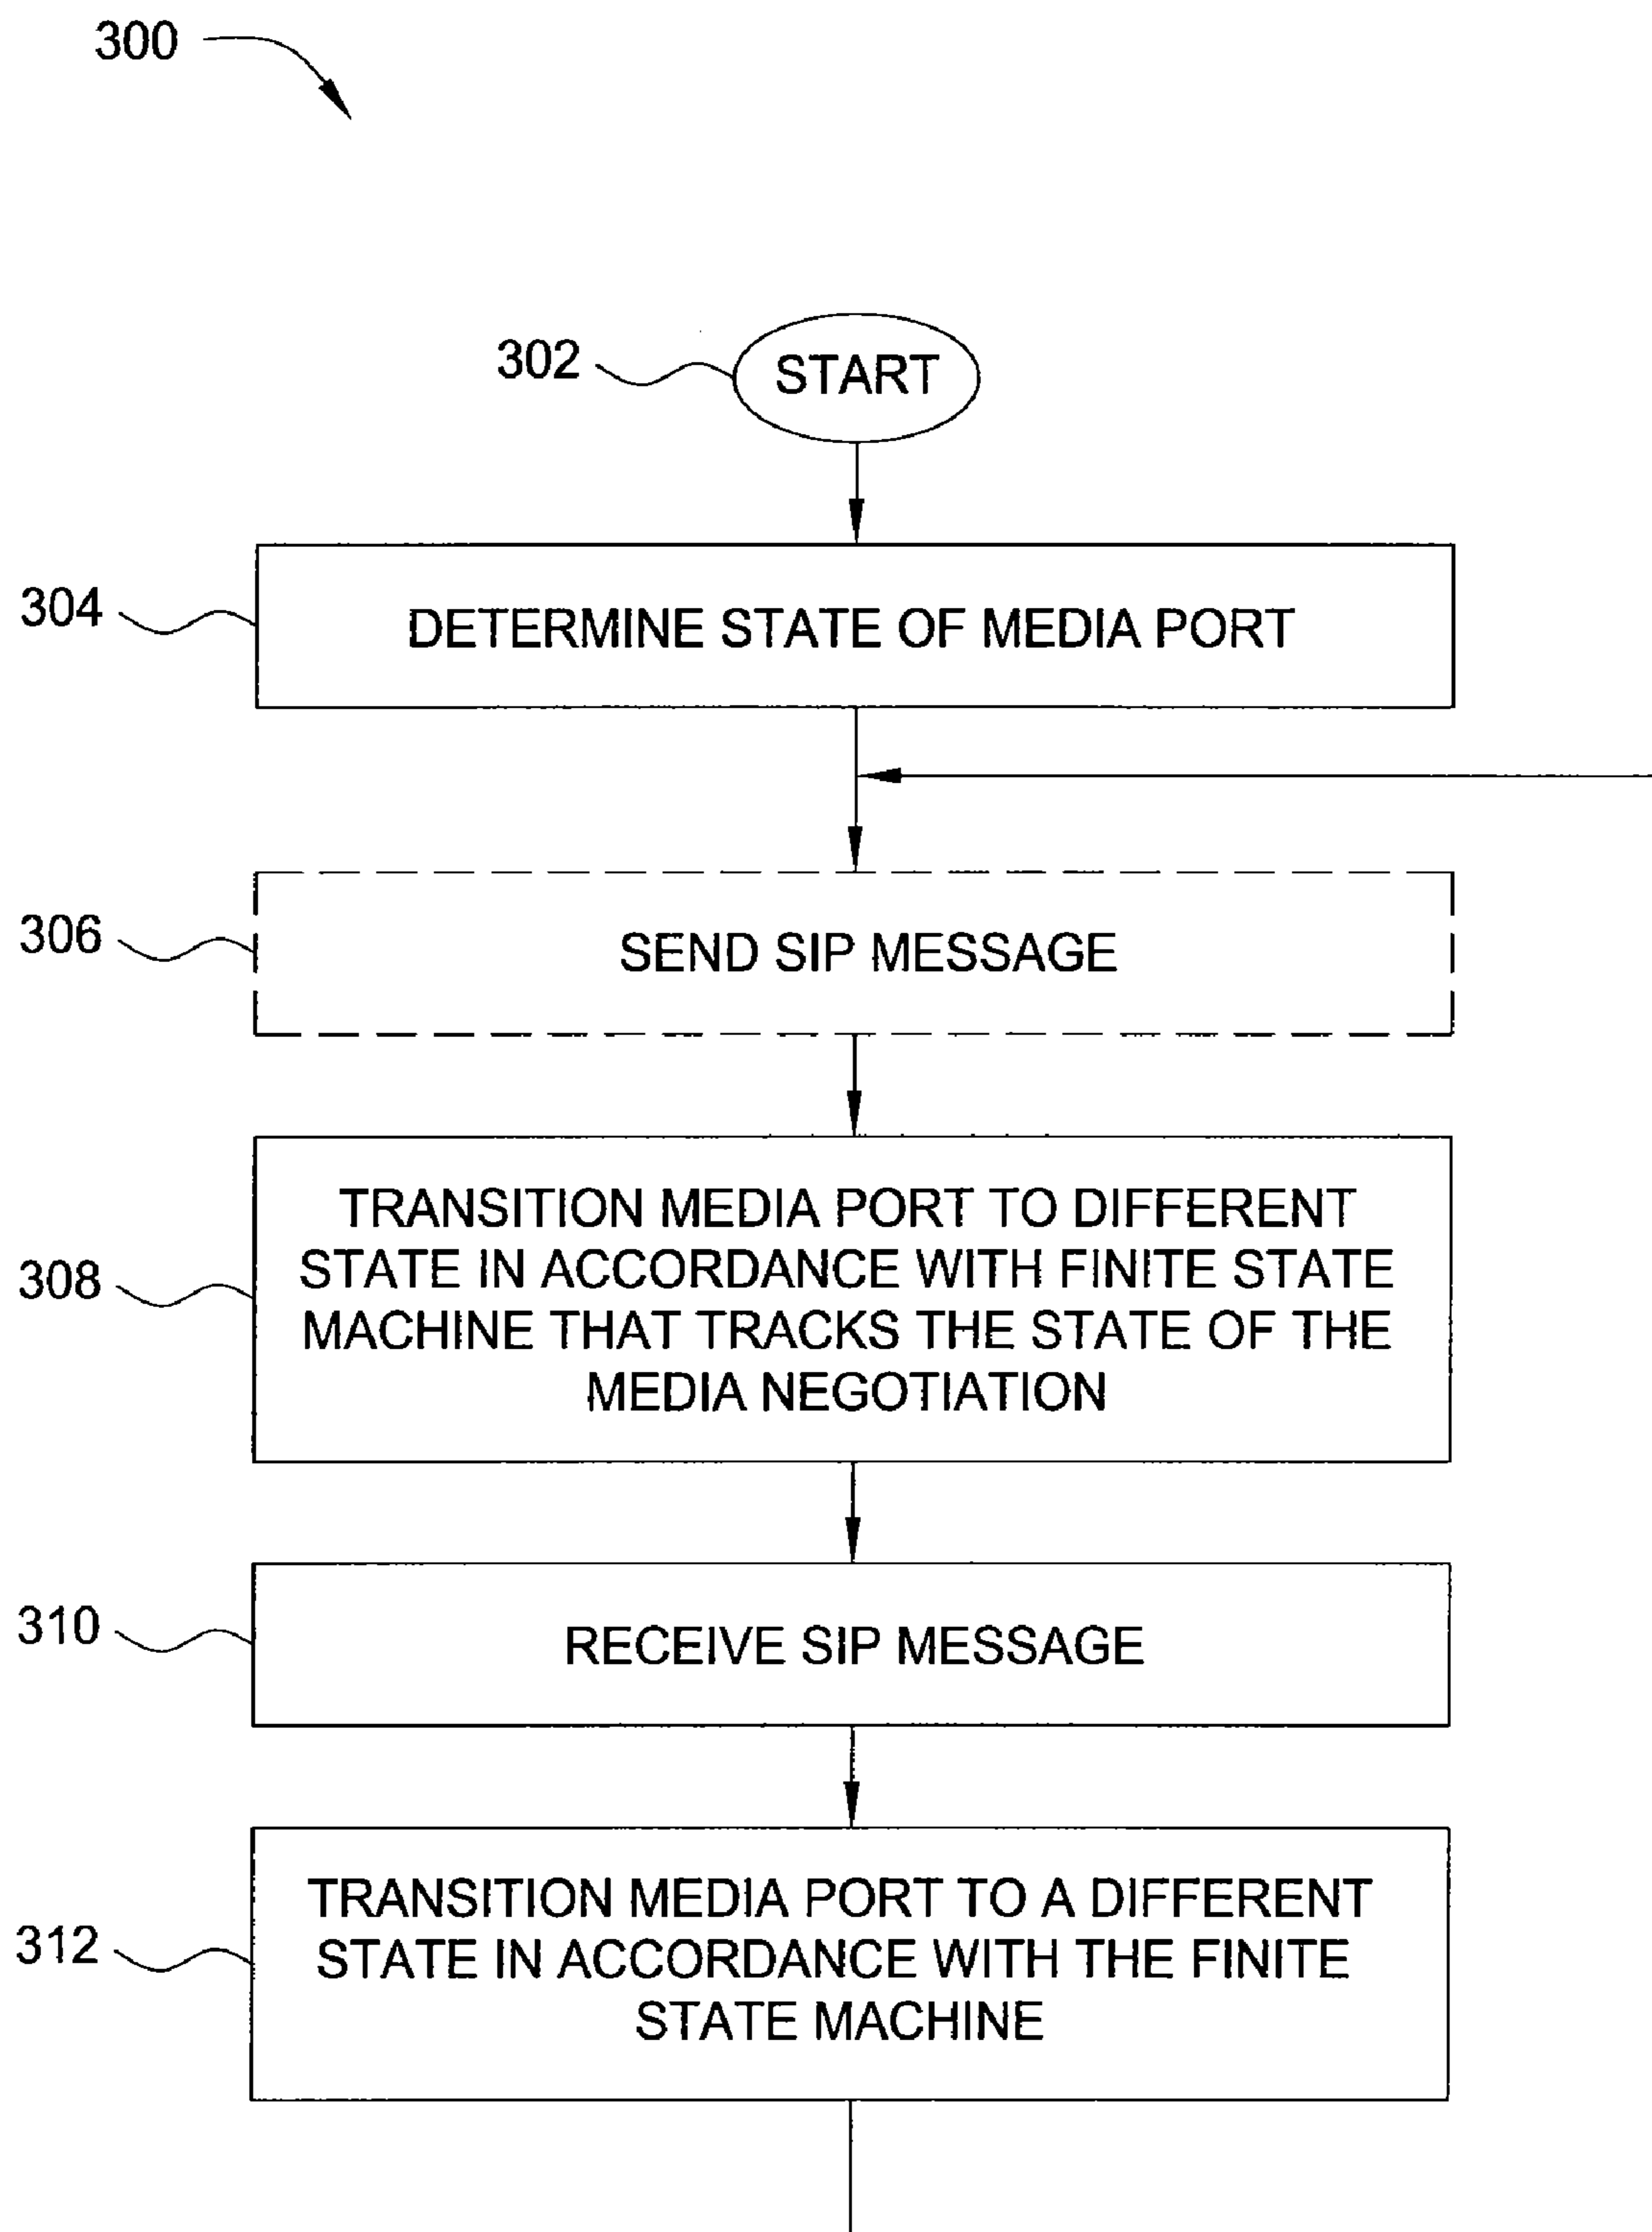 300
302
START
304
DETERMINE STATE OF MEDIA PORT
306
SEND SIP MESSAGE
308
TRANSITION MEDIA PORT TO DIFFERENT
STATE IN ACCORDANCE WITH FINITE STATE
MACHINE THAT TRACKS THE STATE OF THE
MEDIA NEGOTIATION
310
RECEIVE SIP MESSAGE
312
TRANSITION MEDIA PORT TO A DIFFERENT
STATE IN ACCORDANCE WITH THE FINITE
STATE MACHINE